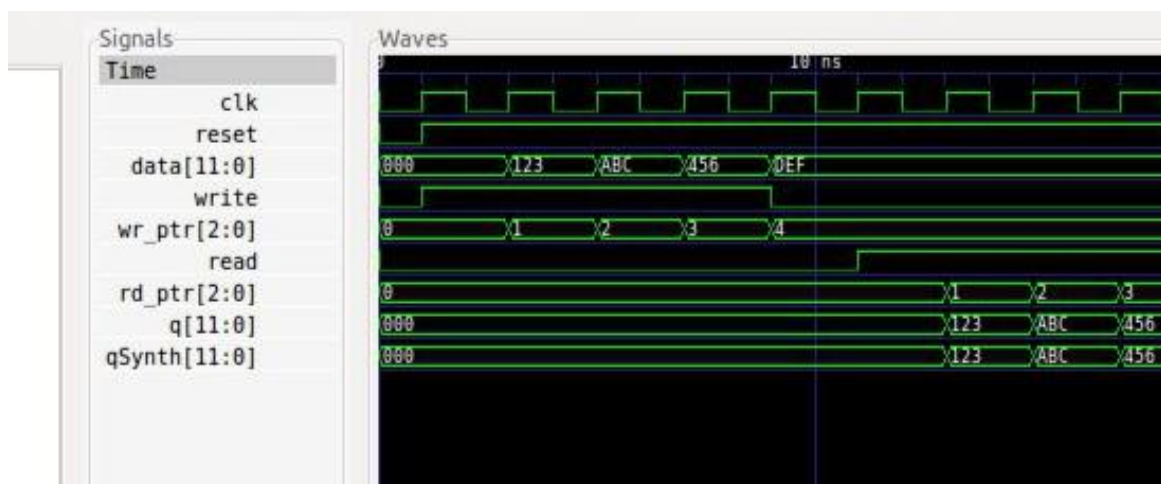 Signals Waves
Time 0 10 ns
clk
reset
data[11:0] 000 123 ABC 456 DEF
write
wr_ptr[2:0] 0 1 2 3 4
read
rd_ptr[2:0] 0 1 2 3
q[11:0] 000 123 ABC 456
qSynth[11:0] 000 123 ABC 456